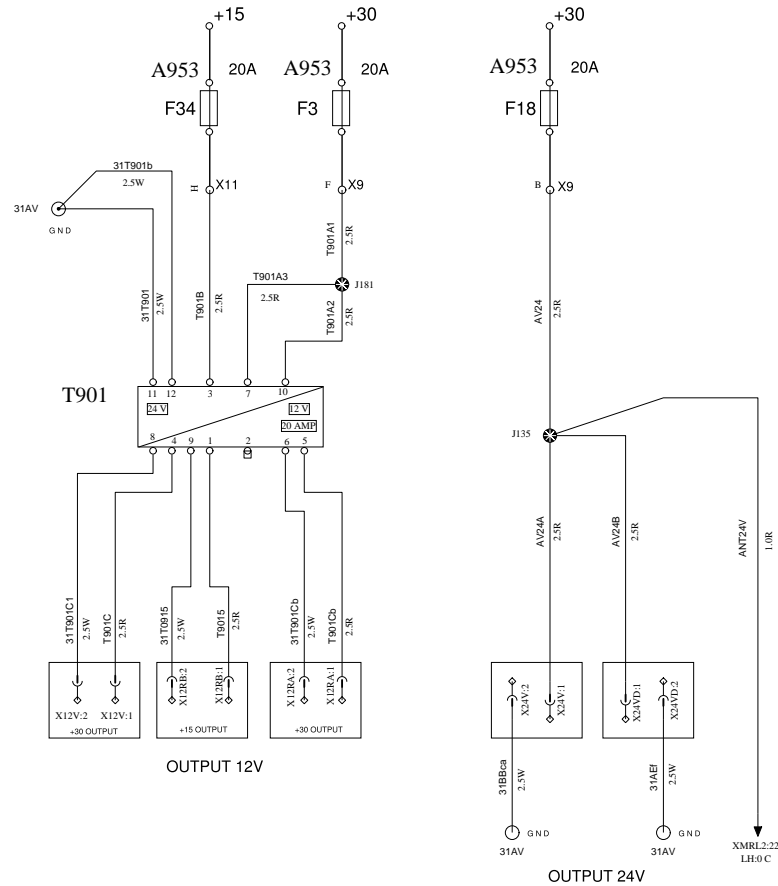 +15
+30
+30
A953
20A
A953
20A
A953
20A
F34
F3
F18
31T901b
2.5W
H
X11
F
X9
B
X9
31AV
GND
T901A1
2.5R
T901A3
2.5R
J181
31T901
2.5W
T901B
2.5R
T901A2
2.5R
AV24
2.5R
T901
11
12
3
7
10
24 V
12 V
20 AMP
8
4
9
1
2
6
5
J135
AV24A
2.5R
AV24B
2.5R
ANT24V
1.0R
31T901C1
2.5W
T901C
2.5R
31T0915
2.5W
T9015
2.5R
31T901Cb
2.5W
T901Cb
2.5R
X12V:2
X12V:1
+30 OUTPUT
X12RB:2
X12RB:1
+15 OUTPUT
X12RA:2
X12RA:1
+30 OUTPUT
X24V:2
X24V:1
X24VD:1
X24VD:2
OUTPUT 12V
31BBca
2.5W
31AEf
2.5W
GND
31AV
GND
31AV
XMRL2:22
LH:0 C
OUTPUT 24V